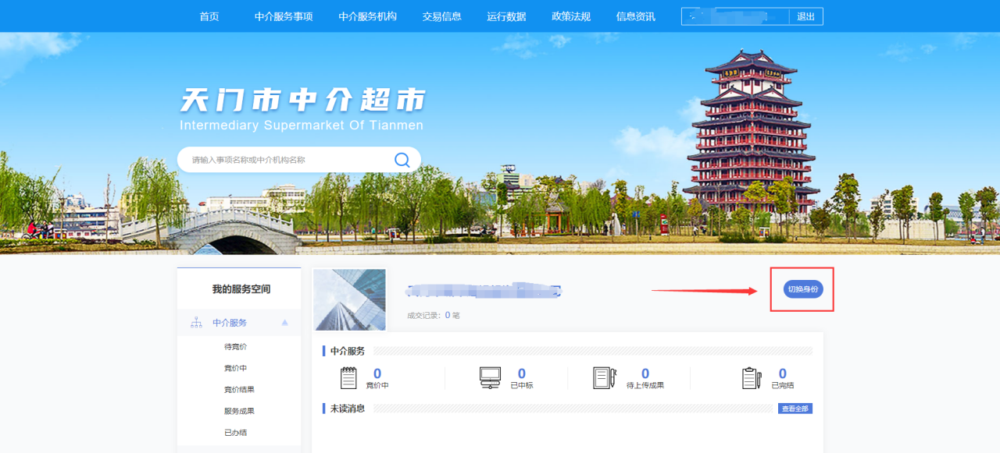 首页 中介服务事项 中介服务机构 交易信息 运行数据 政策法规 信息资讯 退出
天门市中介超市
Intermediary Supermarket Of Tianmen
请输入事项名称或中介机构名称
我的服务空间
中介服务
待竞价
竞价中
竞价结果
服务成果
已办结
切换身份
成交记录：0 笔
中介服务
0
竞价中
0
已中标
0
待上传成果
0
已完结
未读消息
查看全部